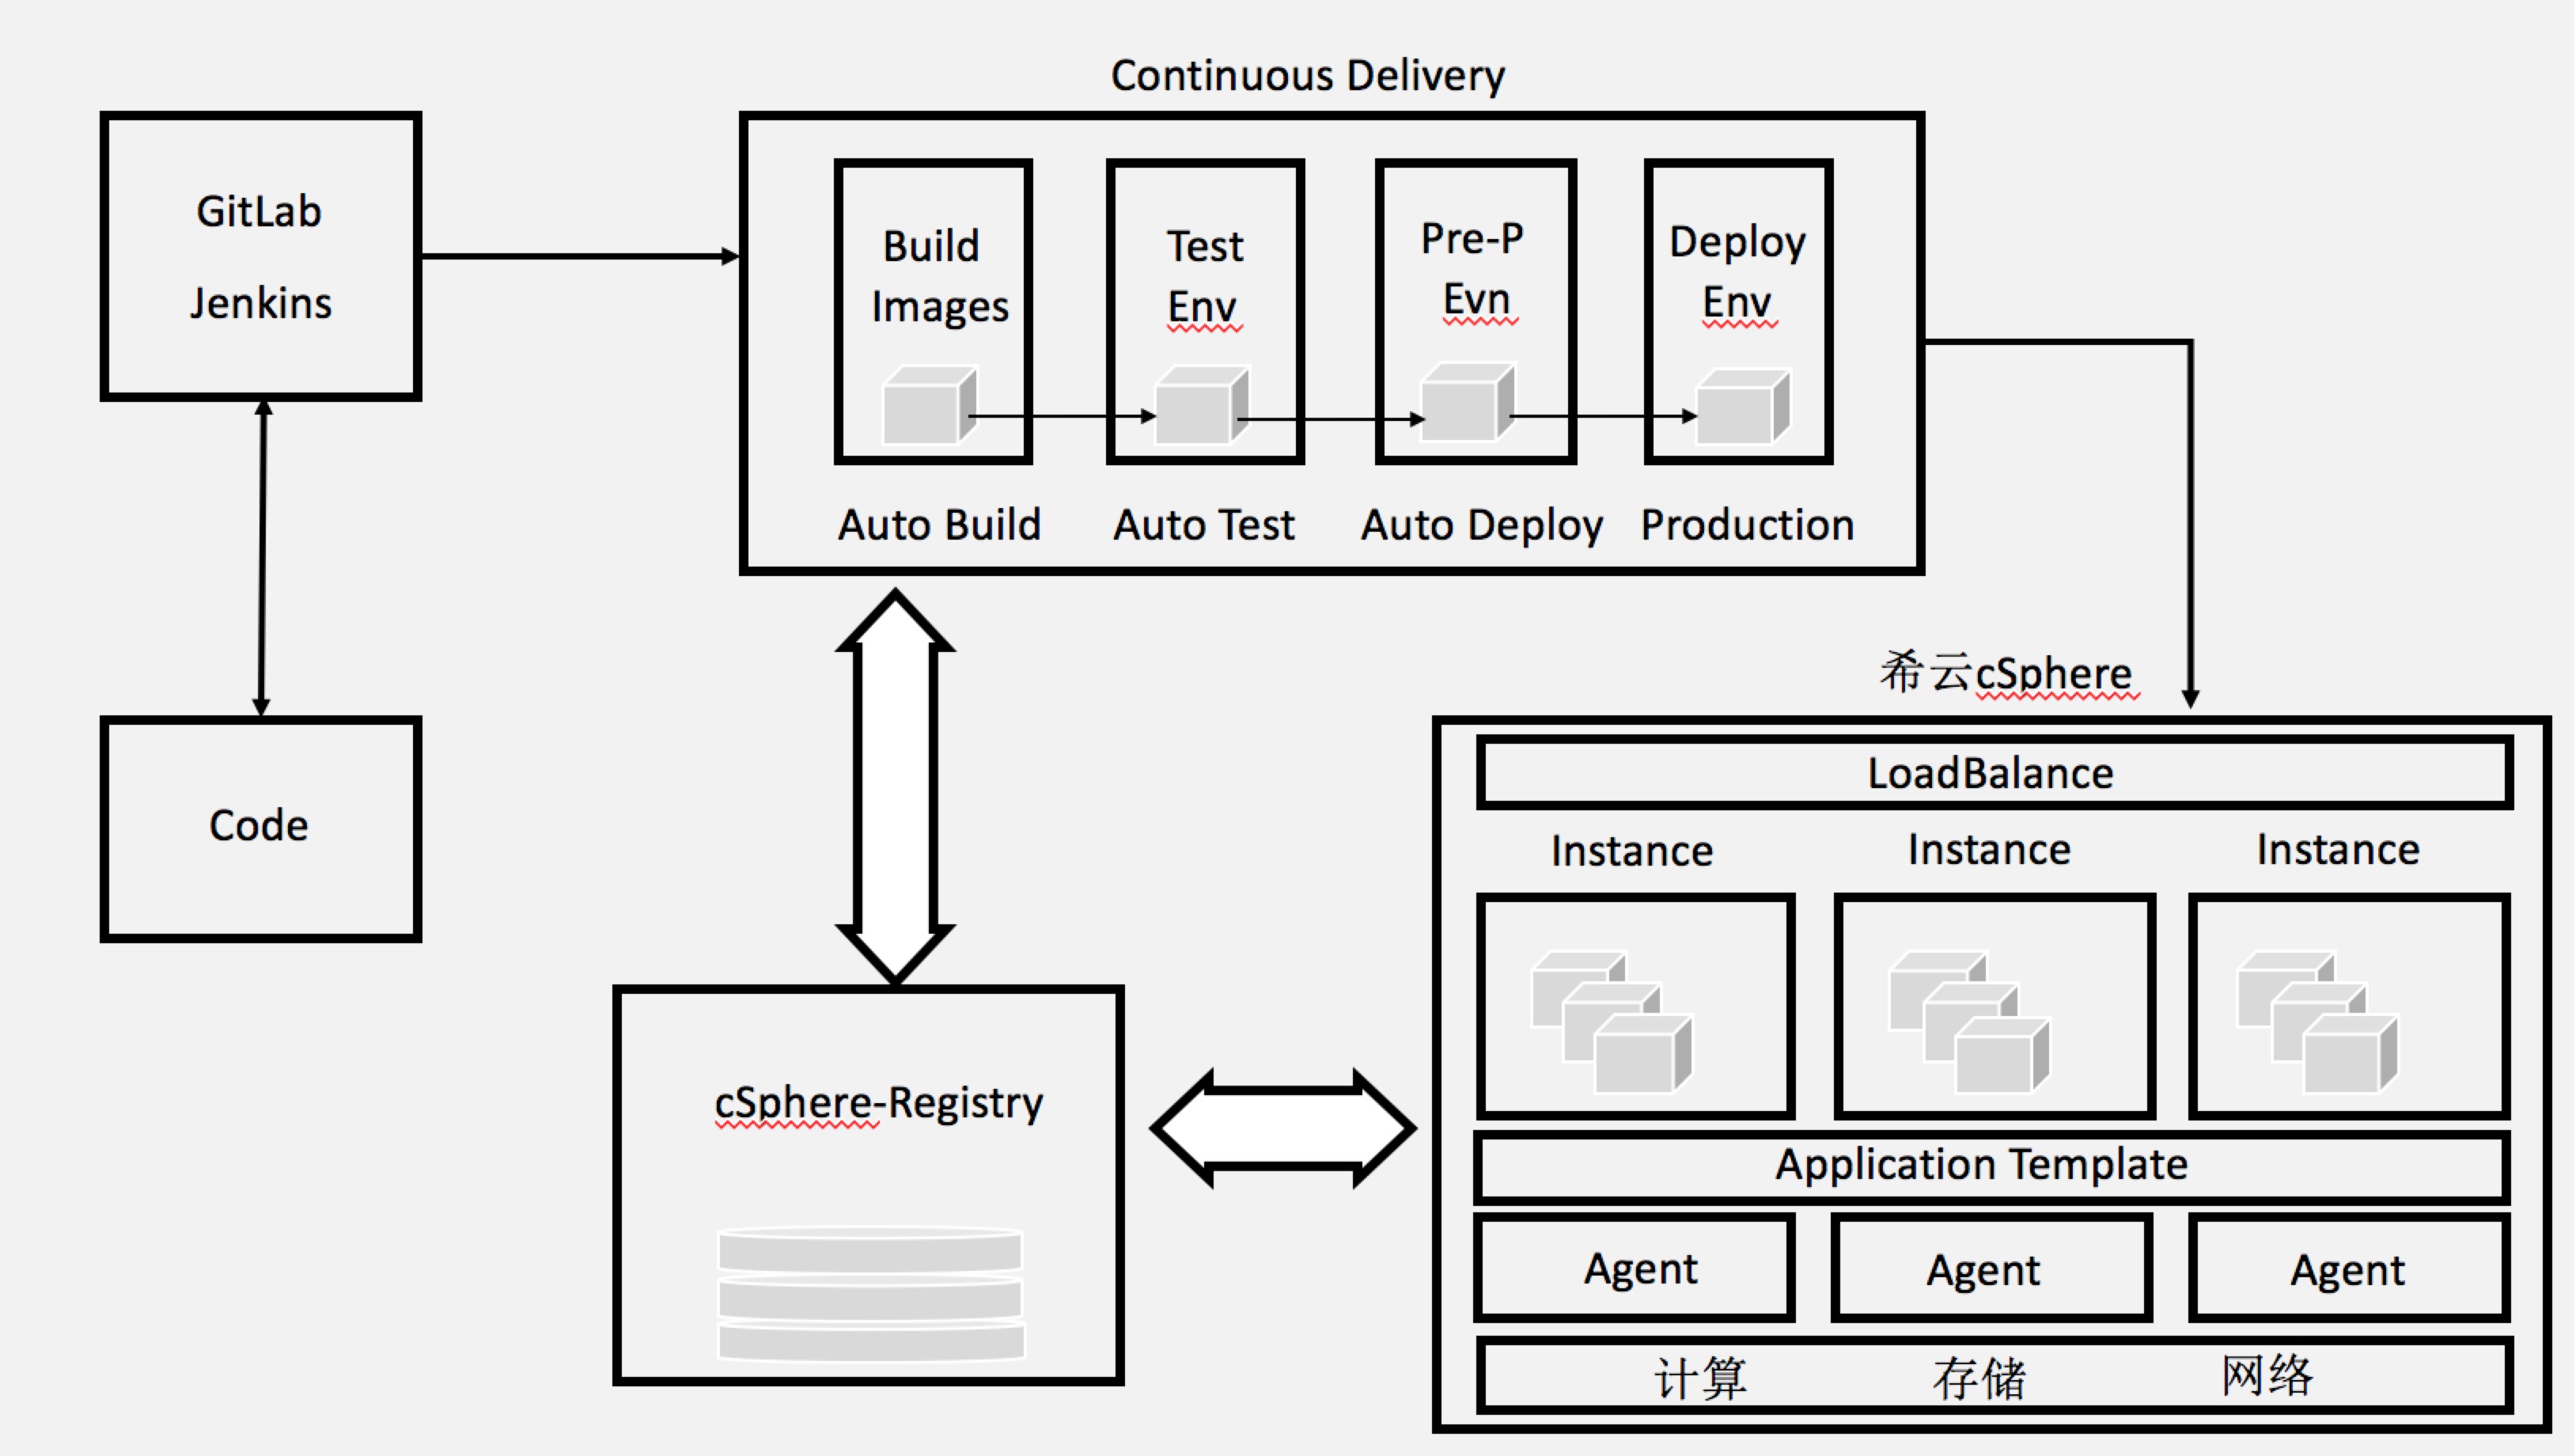 Continuous Delivery
GitLab
Jenkins
Build
Images
Test
Env
Pre-P
Evn
Deploy
Env
Auto Build
Auto Test
Auto Deploy
Production
Code
希云cSphere
LoadBalance
Instance
Instance
Instance
cSphere-Registry
Application Template
Agent
Agent
Agent
计算
存储
网络